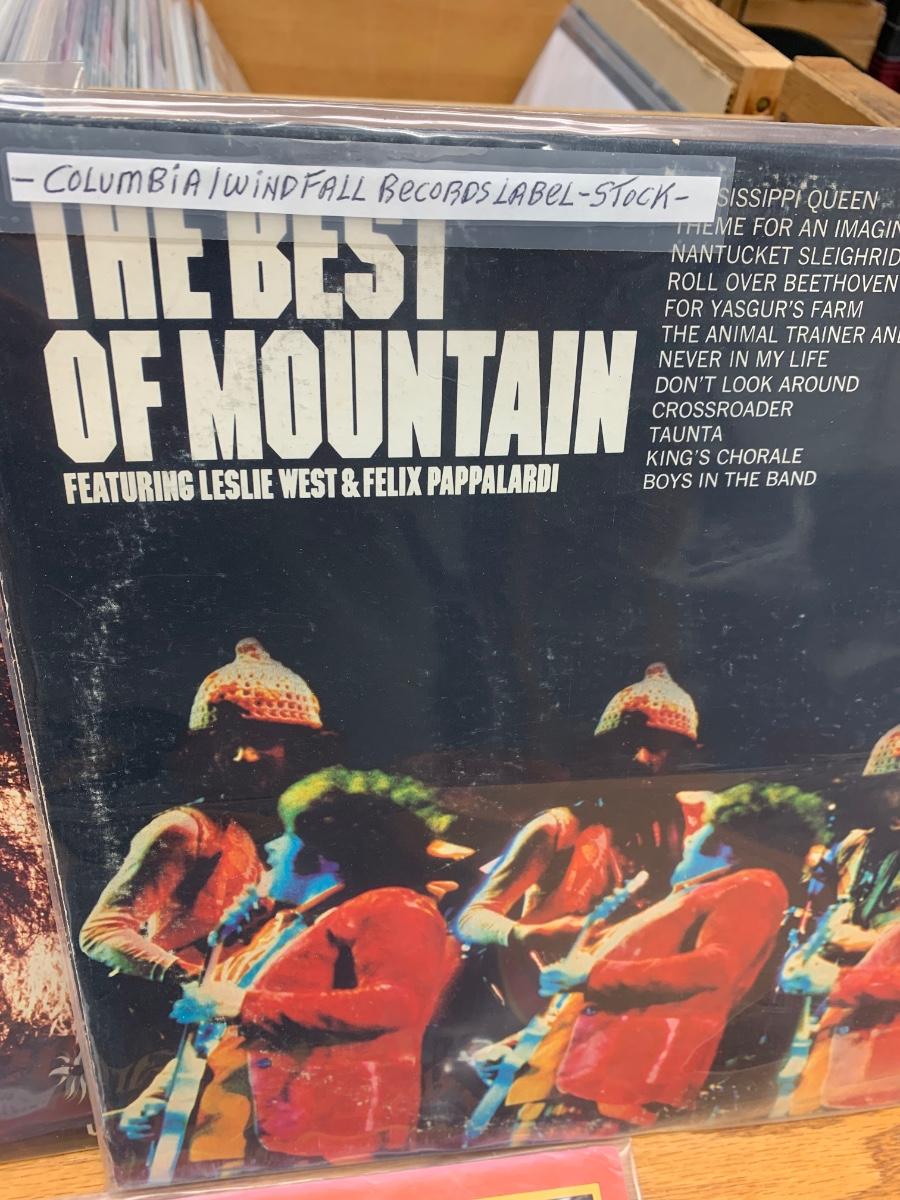 - COLUMBIA/WINDFALL RECORDS LABEL-STOCK-
THE BEST
OF MOUNTAIN
FEATURING LESLIE WEST & FELIX PAPPALARDI
SISSIPPI QUEEN
THEME FOR AN IMAGIN
NANTUCKET SLEIGHRID
ROLL OVER BEETHOVEN
FOR YASGUR'S FARM
THE ANIMAL TRAINER AND
NEVER IN MY LIFE
DON'T LOOK AROUND
CROSSROADER
TAUNTA
KING'S CHORALE
BOYS IN THE BAND